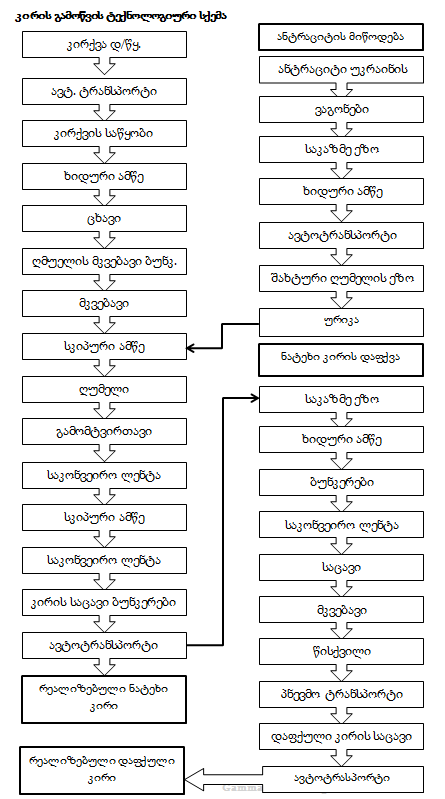 კირის გამოწვის ტექნოლოგიური სქემა
კირქვა დ/წყ.
ავტ. ტრანსპორტი
კირქვის საწყობი
ხიდური ამწე
ცხავი
ღმუელის მკვებავი ბუნკ.
მკვებავი
სკიპური ამწე
ღუმელი
გამომტვირთავი
საკონვეირო ლენტა
სკიპური ამწე
საკონვეირო ლენტა
კირის საცავი ბუნკერები
ავტოტრანსპორტი
რეალიზებული ნატეხი
კირი
ანტრაციტის მიწოდება
ანტრაციტი უკრაინის
ვაგონები
საკაზმე ეზო
ხიდური ამწე
ავტოტრანსპორტი
შახტური ღუმელის ეზო
ურიკა
ნატეხი კირის დაფქვა
საკაზმე ეზო
ხიდური ამწე
ბუნკერები
საკონვეირო ლენტა
საცავი
მკვებავი
წისქვილი
პნევმო ტრანსპორტი
დაფქული კირის საცავი
ავტოტრასპორტი
რეალიზებული დაფქული
კირი
Gamma